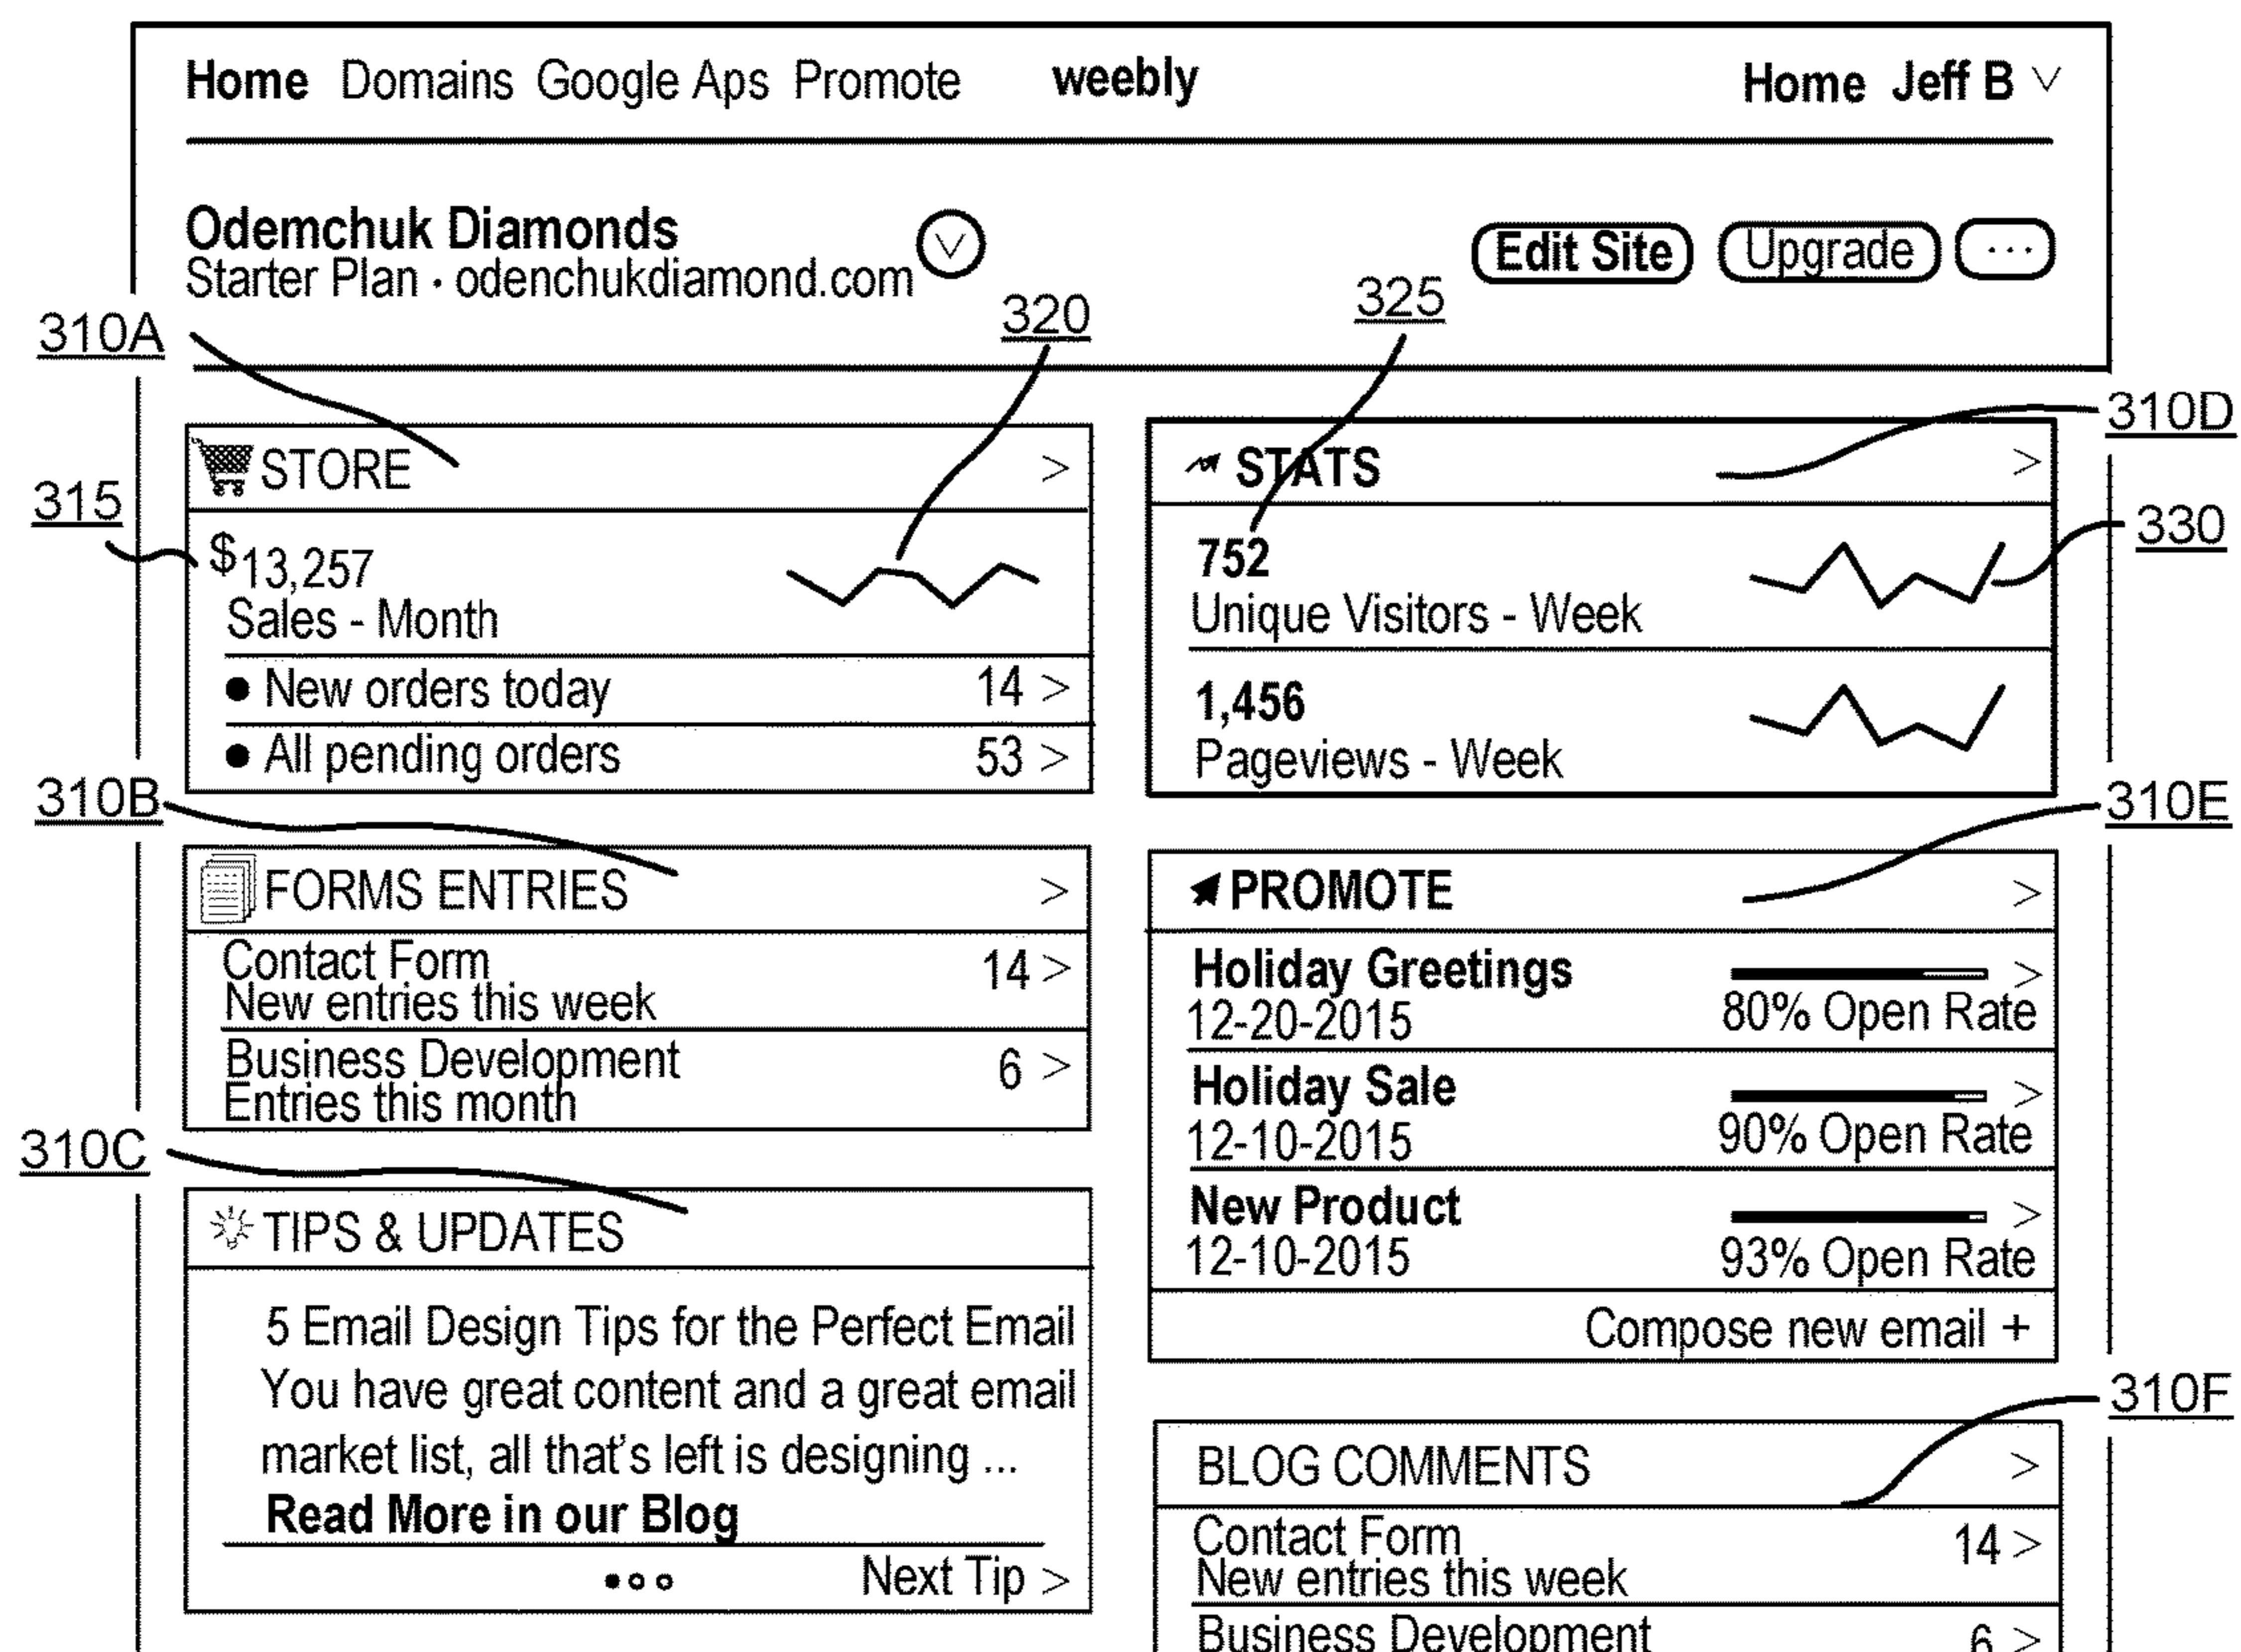 Home Domains Google Aps Promote weebly Home Jeff B
Odemchuk Diamonds
Starter Plan · odenchukdiamond.com
Edit Site Upgrade ...
310A
320
325
STORE >
315
$13,257
Sales - Month
• New orders today 14 >
• All pending orders 53 >
310B
FORMS ENTRIES >
Contact Form 14 >
New entries this week
Business Development 6 >
Entries this month
310C
TIPS & UPDATES
5 Email Design Tips for the Perfect Email
You have great content and a great email
market list, all that's left is designing ...
Read More in our Blog
Next Tip >
310D
STATS >
330
752
Unique Visitors - Week
1,456
Pageviews - Week
310E
PROMOTE >
Holiday Greetings >
12-20-2015 80% Open Rate
Holiday Sale >
12-10-2015 90% Open Rate
New Product >
12-10-2015 93% Open Rate
Compose new email +
310F
BLOG COMMENTS >
Contact Form 14 >
New entries this week
Business Development 6 >